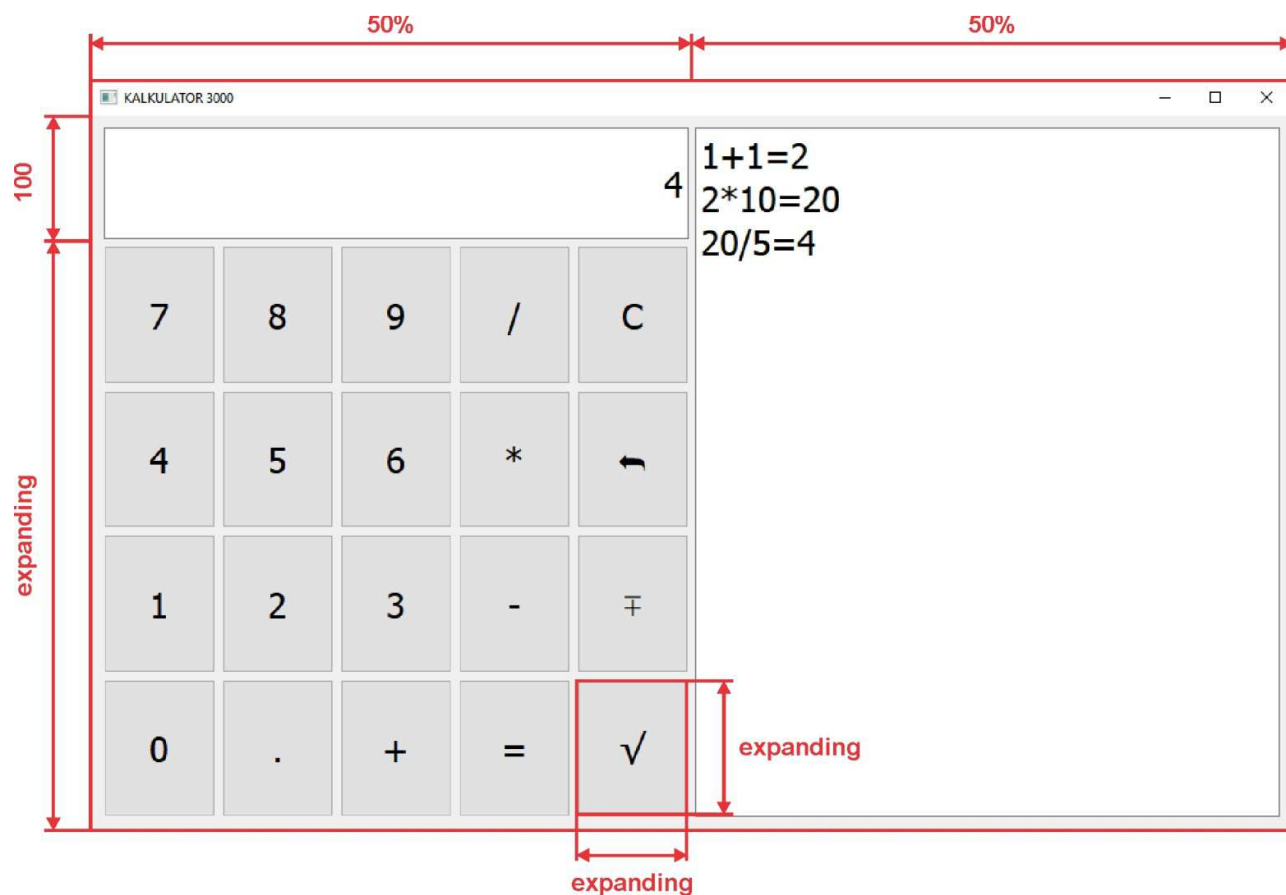 50% 50%
KALKULATOR 3000
100
4
1+1=2
2*10=20
20/5=4
7 8 9 / C
4 5 6 * ⮪
expanding
1 2 3 - ∓
0 . + = √
expanding
expanding